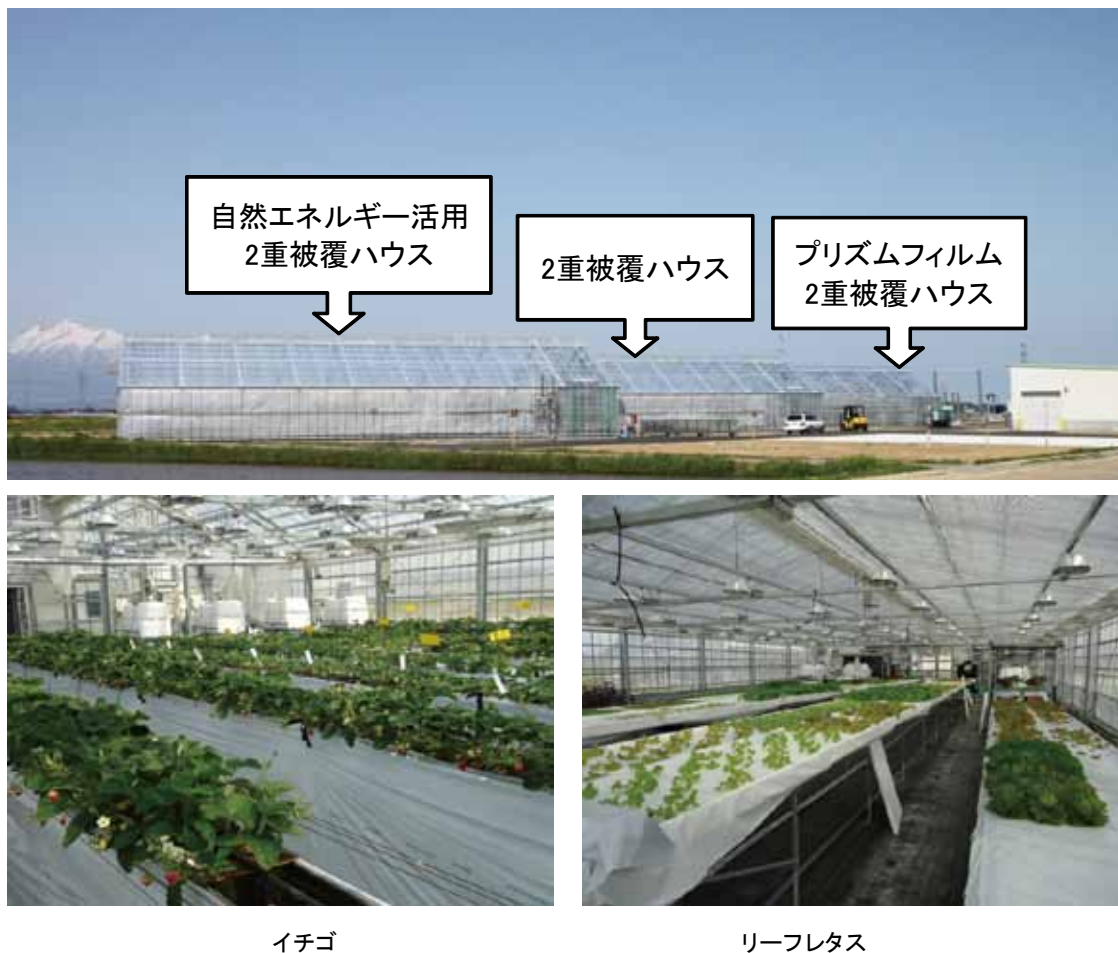 自然エネルギー活用
2重被覆ハウス
2重被覆ハウス
プリズムフィルム
2重被覆ハウス
イチゴ
リーフレタス